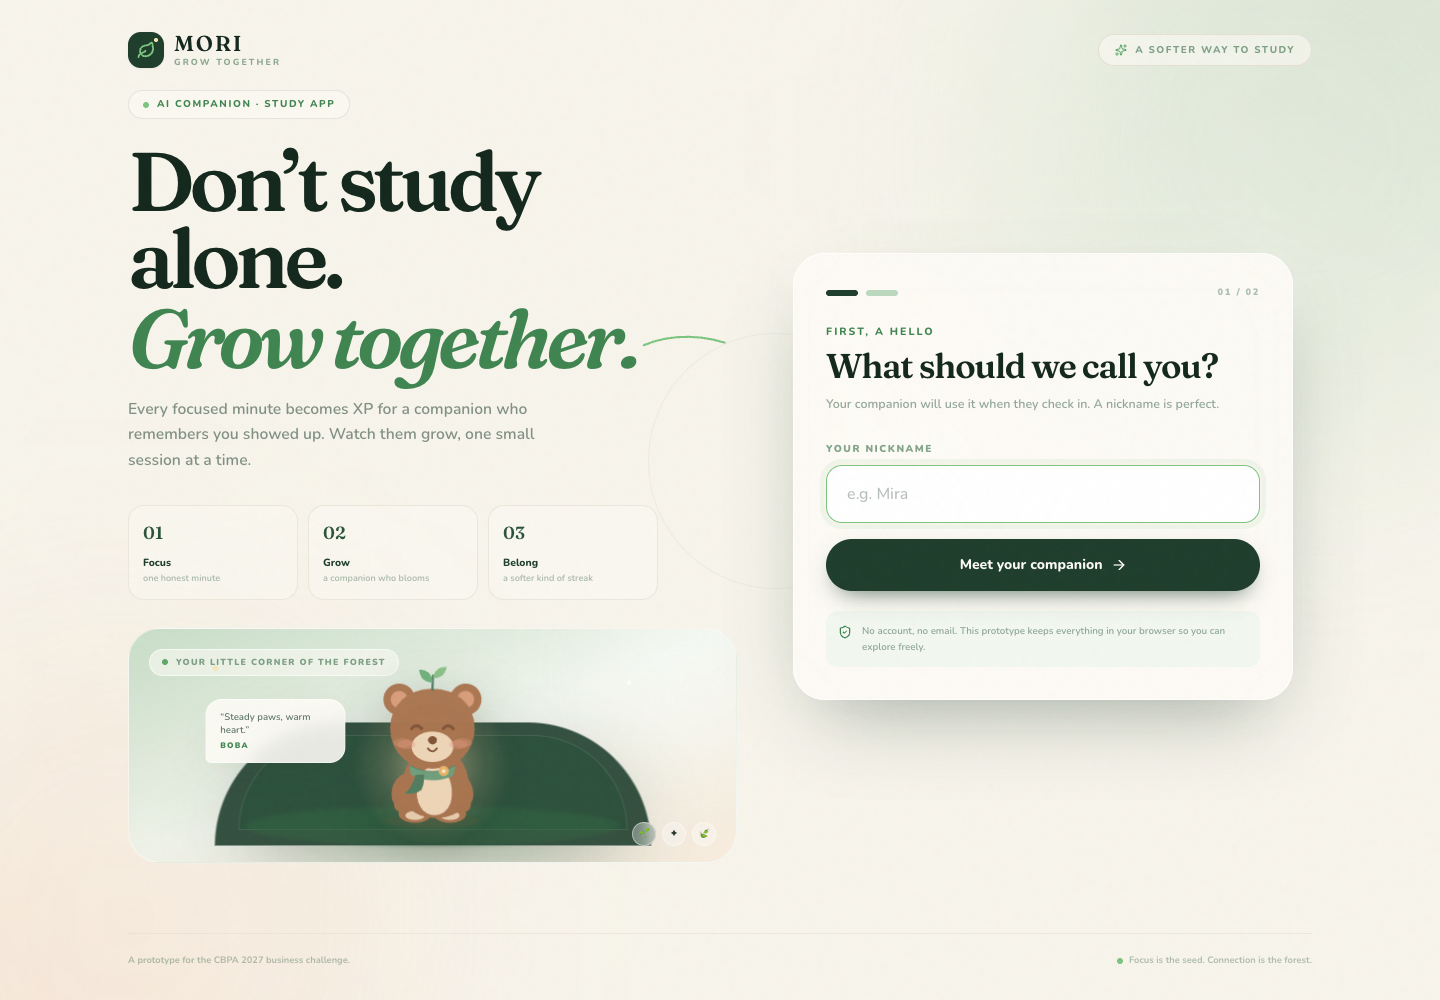 MORI
GROW TOGETHER
A SOFTER WAY TO STUDY
AI COMPANION · STUDY APP
Don’t study
alone.
Grow together.
Every focused minute becomes XP for a companion who
remembers you showed up. Watch them grow, one small
session at a time.
01
Focus
one honest minute
02
Grow
a companion who blooms
03
Belong
a softer kind of streak
YOUR LITTLE CORNER OF THE FOREST
“Steady paws, warm
heart.”
BOBA
01 / 02
FIRST, A HELLO
What should we call you?
Your companion will use it when they check in. A nickname is perfect.
YOUR NICKNAME
e.g. Mira
Meet your companion
No account, no email. This prototype keeps everything in your browser so you can
explore freely.
A prototype for the CBPA 2027 business challenge.
Focus is the seed. Connection is the forest.